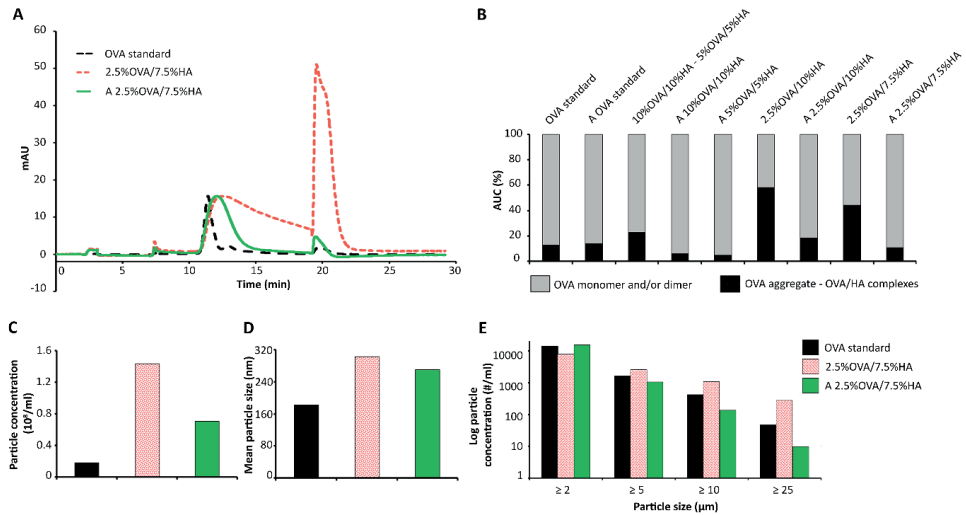 A
60
50
40
30
20
10
0
-10
mAU
0
5
10
15
20
25
30
Time (min)
OVA standard
2.5%OVA/7.5%HA
A 2.5%OVA/7.5%HA
B
OVA standard
A OVA standard
10%OVA/10%HA - 5%OVA/5%HA
A 10%OVA/10%HA
A 5%OVA/5%HA
2.5%OVA/10%HA
A 2.5%OVA/10%HA
2.5%OVA/7.5%HA
A 2.5%OVA/7.5%HA
100
80
60
40
20
0
AUC (%)
OVA monomer and/or dimer
OVA aggregate - OVA/HA complexes
C
1.6
1.2
0.8
0.4
0
Particle concentration
(10⁸/ml)
D
320
240
160
80
0
Mean particle size (nm)
E
10000
1000
100
10
1
Log particle
concentration (#/ml)
≥ 2
≥ 5
≥ 10
≥ 25
Particle size (µm)
OVA standard
2.5%OVA/7.5%HA
A 2.5%OVA/7.5%HA